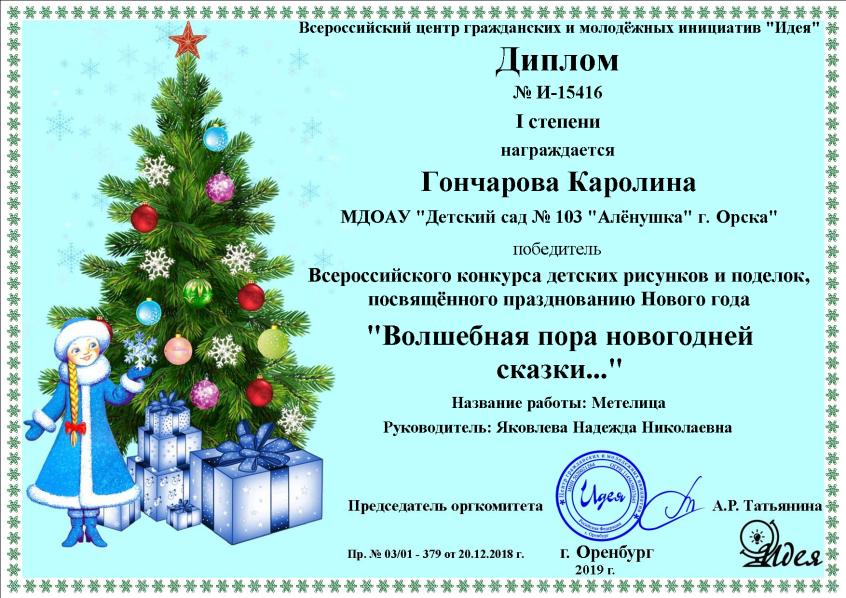 Всероссийский центр гражданских и молодёжных инициатив "Идея"
Диплом
№ И-15416
I степени
награждается
Гончарова Каролина
МДОАУ "Детский сад № 103 "Алёнушка" г. Орска"
победитель
Всероссийского конкурса детских рисунков и поделок,
посвящённого празднованию Нового года
"Волшебная пора новогодней
сказки..."
Название работы: Метелица
Руководитель: Яковлева Надежда Николаевна
Идея
Российская Федерация
г. Оренбург
Председатель оргкомитета
А.Р. Татьянина
Пр. № 03/01 - 379 от 20.12.2018 г.
г. Оренбург
2019 г.
Идея